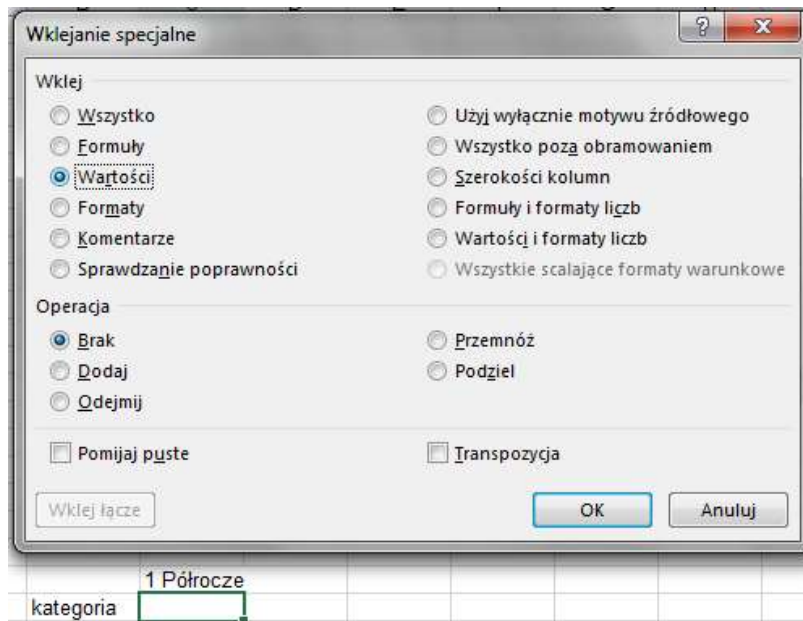 Wklejanie specjalne
Wklej
Wszystko
Użyj wyłącznie motywu źródłowego
Formuły
Wszystko poza obramowaniem
Wartości
Szerokości kolumn
Formaty
Formuły i formaty liczb
Komentarze
Wartości i formaty liczb
Sprawdzanie poprawności
Wszystkie scalające formaty warunkowe
Operacja
Brak
Przemnóż
Dodaj
Podziel
Odejmij
Pomijaj puste
Transpozycja
Wklej łącze
OK
Anuluj
1 Półrocze
kategoria